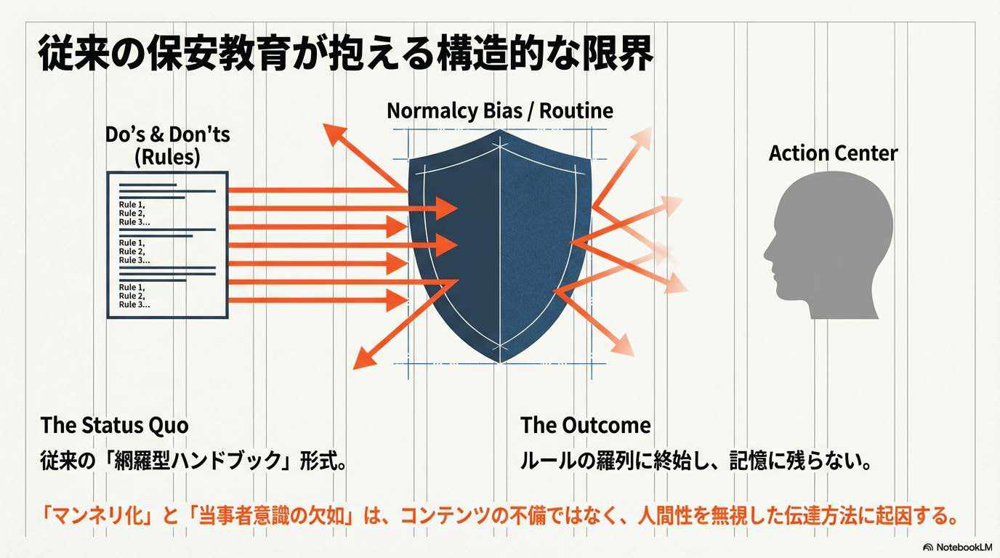 従来の保安教育が抱える構造的な限界
Normalcy Bias / Routine
Do's & Don'ts
(Rules)
Action Center
Rule 1,
Rule 2,
Rule 3...
Rule 1,
Rule 2,
Rule 3...
Rule 1,
Rule 2,
Rule 3...
The Status Quo
従来の「網羅型ハンドブック」形式。
The Outcome
ルールの羅列に終始し、記憶に残らない。
「マンネリ化」と「当事者意識の欠如」は、コンテンツの不備ではなく、人間性を無視した伝達方法に起因する。
NotebookLM